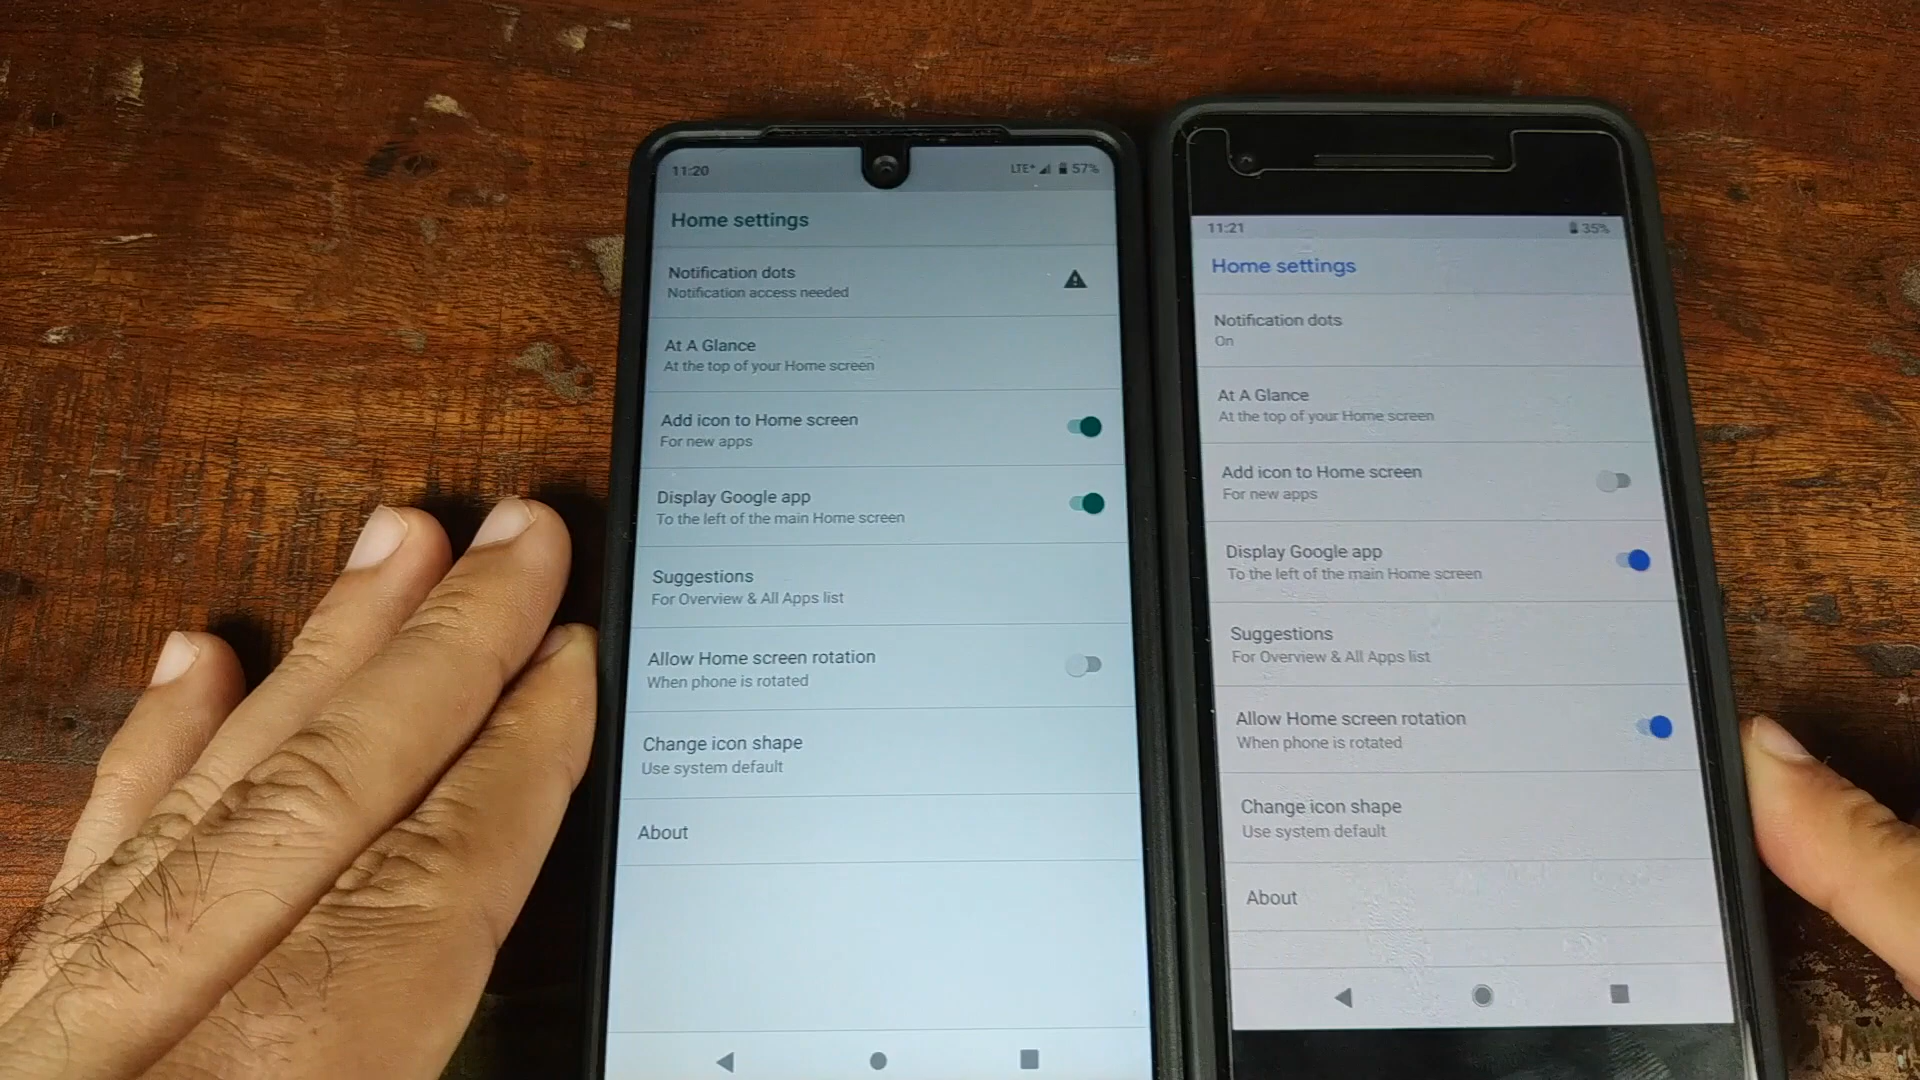 11:20
LTE+ 57%
Home settings
Notification dots
Notification access needed
At A Glance
At the top of your Home screen
Add icon to Home screen
For new apps
Display Google app
To the left of the main Home screen
Suggestions
For Overview & All Apps list
Allow Home screen rotation
When phone is rotated
Change icon shape
Use system default
About
11:21
35%
Home settings
Notification dots
On
At A Glance
At the top of your Home screen
Add icon to Home screen
For new apps
Display Google app
To the left of the main Home screen
Suggestions
For Overview & All Apps list
Allow Home screen rotation
When phone is rotated
Change icon shape
Use system default
About